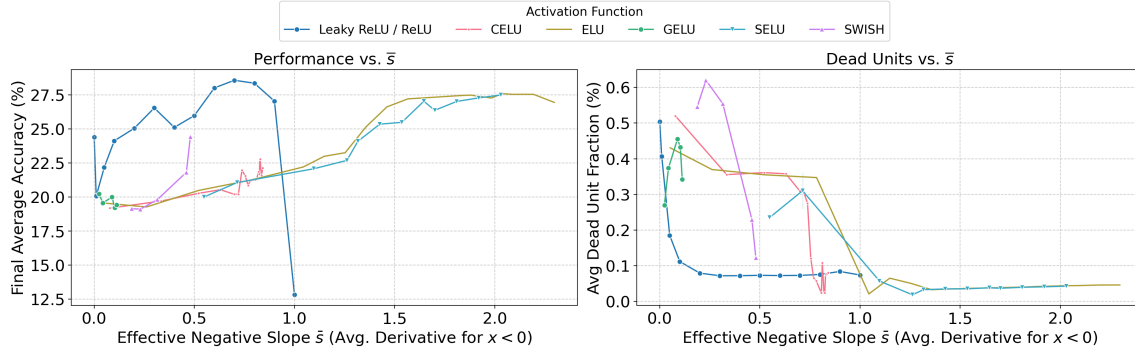 Activation Function
Leaky ReLU / ReLU CELU ELU GELU SELU SWISH
Performance vs. s̅
Final Average Accuracy (%)
27.5
25.0
22.5
20.0
17.5
15.0
12.5
0.0 0.5 1.0 1.5 2.0
Effective Negative Slope s̄ (Avg. Derivative for x < 0)
Dead Units vs. s̅
Avg Dead Unit Fraction (%)
0.6
0.5
0.4
0.3
0.2
0.1
0.0
0.0 0.5 1.0 1.5 2.0
Effective Negative Slope s̄ (Avg. Derivative for x < 0)